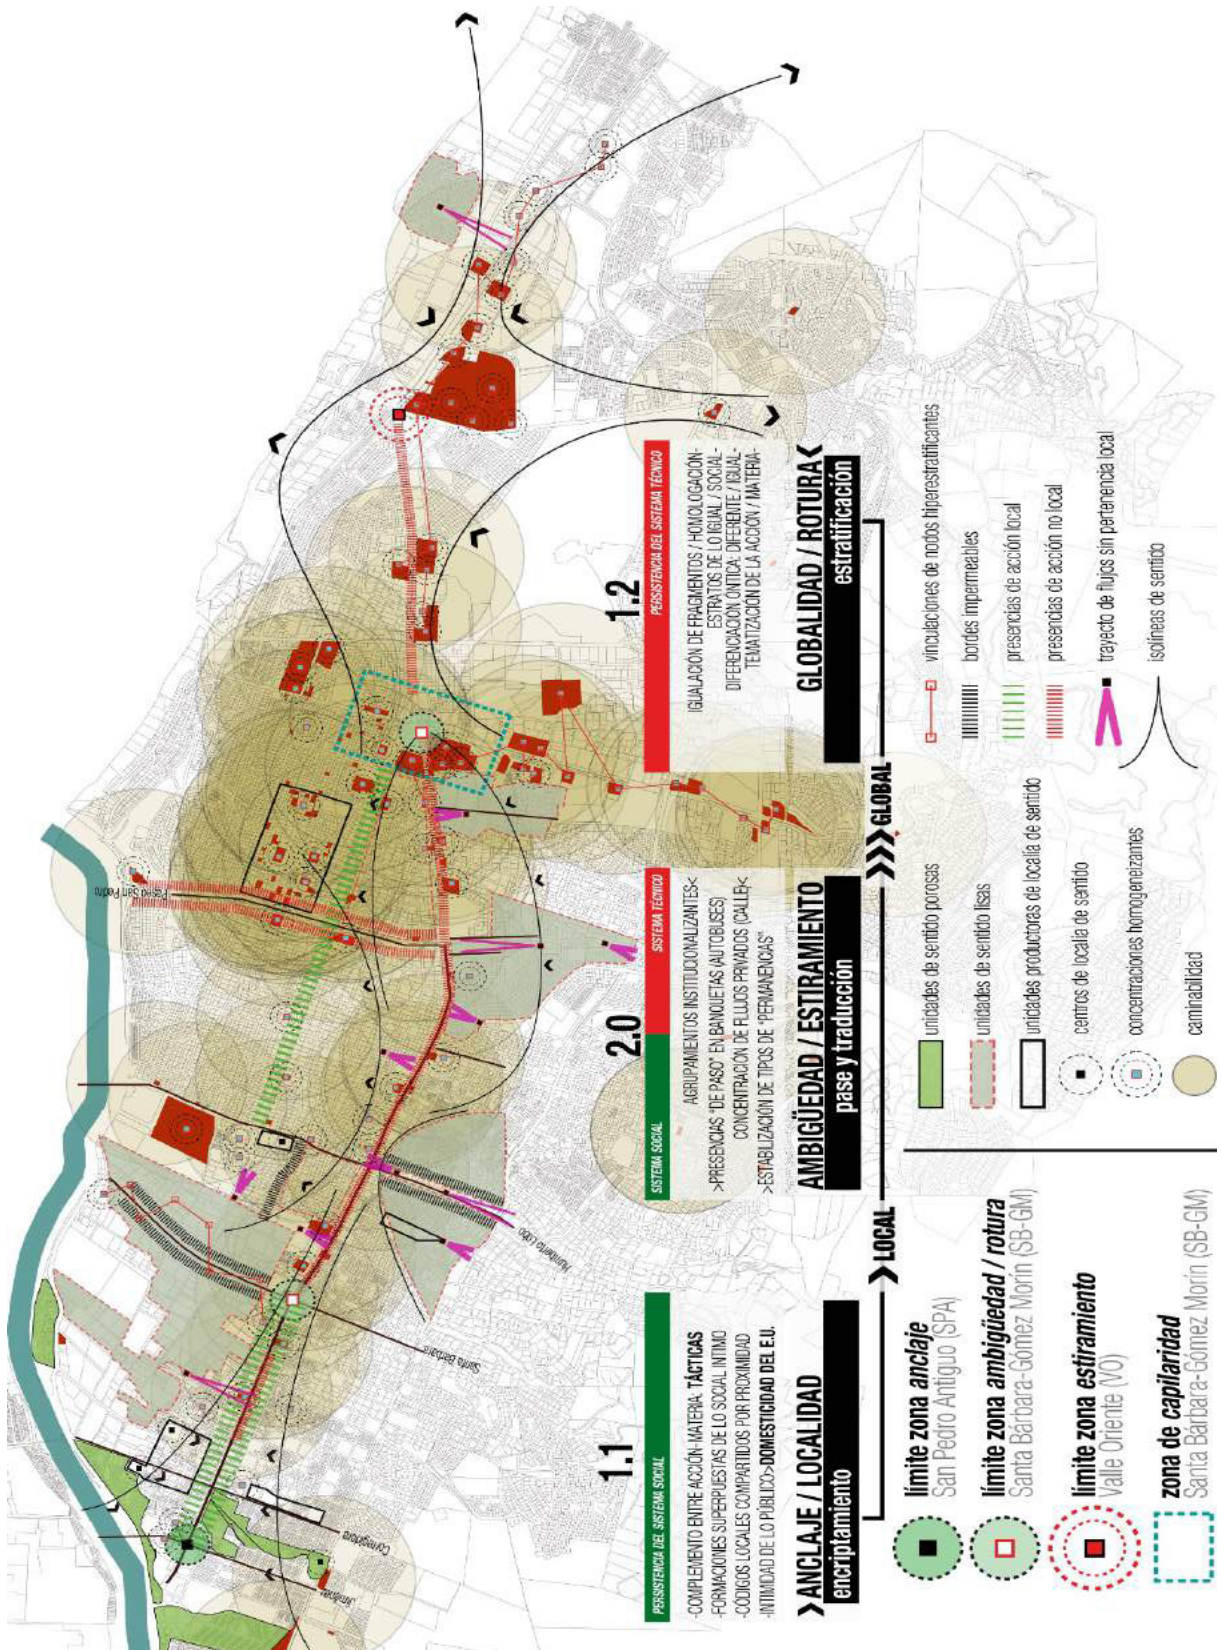 Paseo San Pedro
Humberto Lobo
Santa Bárbara
Corregidora
Jiménez
1.1
PERSISTENCIA DEL SISTEMA SOCIAL
-COMPLEMENTO ENTRE ACCIÓN-MATERIA: TÁCTICAS
-FORMACIONES SUPERPUESTAS DE LO SOCIAL ÍNTIMO
-CÓDIGOS LOCALES COMPARTIDOS POR PROXIMIDAD
-INTIMIDAD DE LO PÚBLICO>DOMESTICIDAD DEL E.U.
>ANCLAJE / LOCALIDAD
encriptamiento
2.0
SISTEMA SOCIAL
SISTEMA TÉCNICO
AGRUPAMIENTOS INSTITUCIONALIZANTES<
>PRESENCIAS "DE PASO" EN BANQUETAS (AUTOBUSES)
CONCENTRACIÓN DE FLUJOS PRIVADOS (CALLE)<
>ESTABILIZACIÓN DE TIPOS DE "PERMANENCIAS"
AMBIGÜEDAD / ESTIRAMIENTO
pase y traducción
1.2
PERSISTENCIA DEL SISTEMA TÉCNICO
IGUALACIÓN DE FRAGMENTOS / HOMOLOGACIÓN-
ESTRATOS DE LO IGUAL / SOCIAL-
DIFERENCIACIÓN ÓNTICA: DIFERENTE / IGUAL-
TEMATIZACIÓN DE LA ACCIÓN / MATERIA-
GLOBALIDAD / ROTURA<
estratificación
LOCAL
GLOBAL
límite zona anclaje
San Pedro Antiguo (SPA)
límite zona ambigüedad / rotura
Santa Bárbara-Gómez Morín (SB-GM)
límite zona estiramiento
Valle Oriente (VO)
zona de capilaridad
Santa Bárbara-Gómez Morín (SB-GM)
unidades de sentido porosas
unidades de sentido lisas
unidades productoras de localía de sentido
centros de localía de sentido
concentraciones homogeneizantes
caminabilidad
vinculaciones de nodos hiperestratificantes
bordes impermeables
presencias de acción local
presencias de acción no local
trayecto de flujos sin pertenencia local
isolíneas de sentido